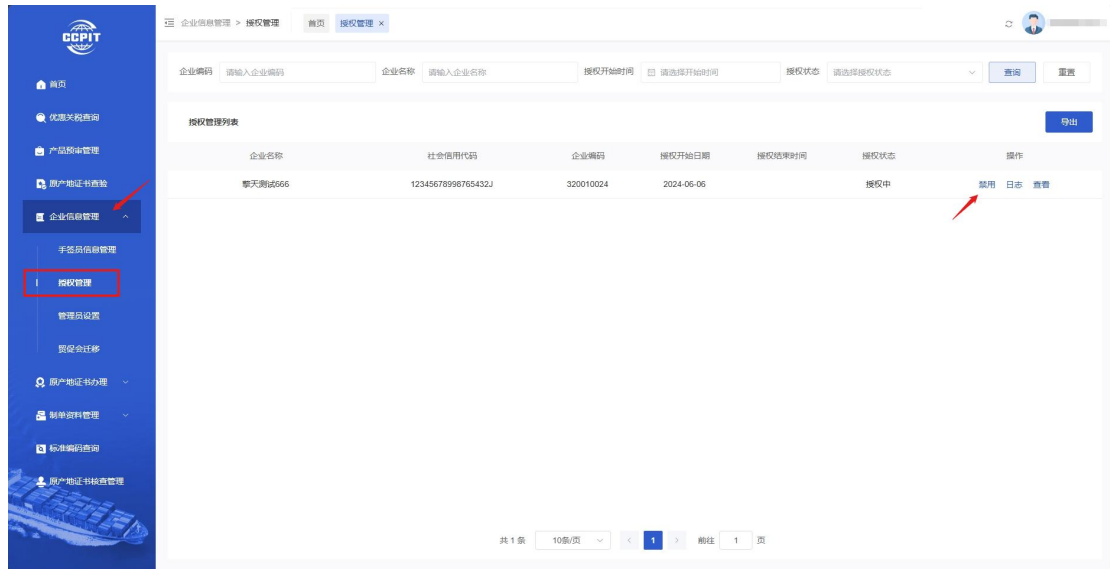 CCPIT
企业信息管理 > 授权管理 首页 授权管理 ×
首页
优惠关税查询
产品预审管理
原产地证书查验
企业信息管理
手签员信息管理
授权管理
管理员设置
贸促会迁移
原产地证书办理
制单资料管理
标准编码查询
原产地证书核查管理
企业编码 请输入企业编码 企业名称 请输入企业名称 授权开始时间 请选择开始时间 授权状态 请选择授权状态 查询 重置
授权管理列表 导出
企业名称 社会信用代码 企业编码 授权开始日期 授权结束时间 授权状态 操作
擎天测试666 12345678998765432J 320010024 2024-06-06 授权中 禁用 日志 查看
共 1 条 10条/页 < 1 > 前往 1 页